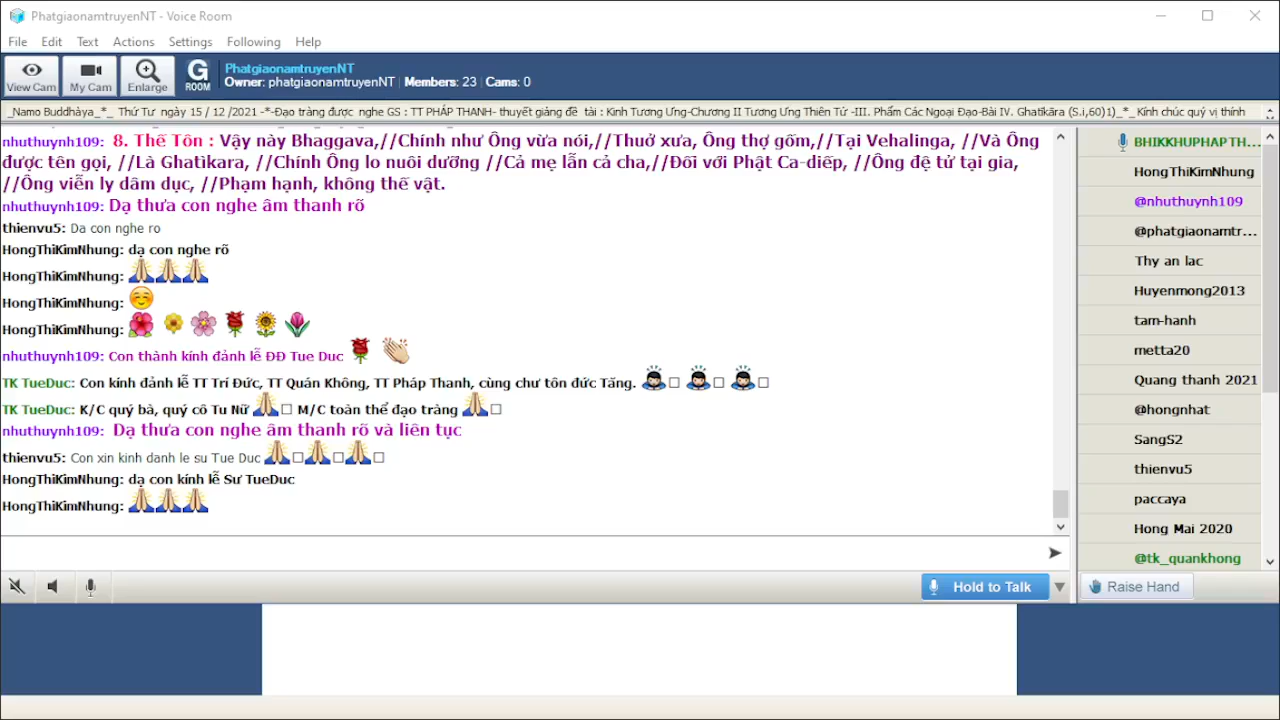 PhatgiaonamtruyenNT - Voice Room
File Edit Text Actions Settings Following Help
View Cam My Cam Enlarge G ROOM
PhatgiaonamtruyenNT
Owner: phatgiaonamtruyenNT | Members: 23 | Cams: 0
_Namo Buddhàya_*_ Thứ Tư ngày 15 / 12 /2021 -*-Đạo tràng được nghe GS : TT PHÁP THANH- thuyết giảng đề tài : Kinh Tương Ưng-Chương II Tương Ưng Thiên Tử -III. Phẩm Các Ngoại Đạo-Bài IV. Ghatìkàra (S.i,60)1)_*_Kính chúc quý vị thính
nhuthuynh109: 8. Thế Tôn : Vậy này Bhaggava,//Chính như Ông vừa nói,//Thuở xưa, Ông thợ gốm,//Tại Vehalinga, //Và Ông
được tên gọi, //Là Ghatìkara, //Chính Ông lo nuôi dưỡng //Cả mẹ lẫn cả cha,//Đối với Phật Ca-diếp, //Ông đệ tử tại gia,
//Ông viễn ly dâm dục, //Phạm hạnh, không thế vật.
nhuthuynh109: Dạ thưa con nghe âm thanh rõ
thienvu5: Da con nghe ro
HongThiKimNhung: dạ con nghe rõ
HongThiKimNhung: 🙏🙏🙏
HongThiKimNhung: ☺️
HongThiKimNhung: 🌺 🌼 🌸 🌹 🌻 🌷
nhuthuynh109: Con thành kính đảnh lễ ĐĐ Tue Duc 🌹 👏
TK TueDuc: Con kính đảnh lễ TT Trí Đức, TT Quán Không, TT Pháp Thanh, cùng chư tôn đức Tăng. 🙇□ 🙇□ 🙇□
TK TueDuc: K/C quý bà, quý cô Tu Nữ 🙏□ M/C toàn thể đạo tràng 🙏□
nhuthuynh109: Dạ thưa con nghe âm thanh rõ và liên tục
thienvu5: Con xin kinh danh le su Tue Duc 🙏□🙏□🙏□
HongThiKimNhung: dạ con kính lễ Sư TueDuc
HongThiKimNhung: 🙏🙏🙏
Hold to Talk
BHIKKHUPHAPTH...
HongThiKimNhung
@nhuthuynh109
@phatgiaonamtr...
Thy an lac
Huyenmong2013
tam-hanh
metta20
Quang thanh 2021
@hongnhat
SangS2
thienvu5
paccaya
Hong Mai 2020
@tk_quankhong
Raise Hand